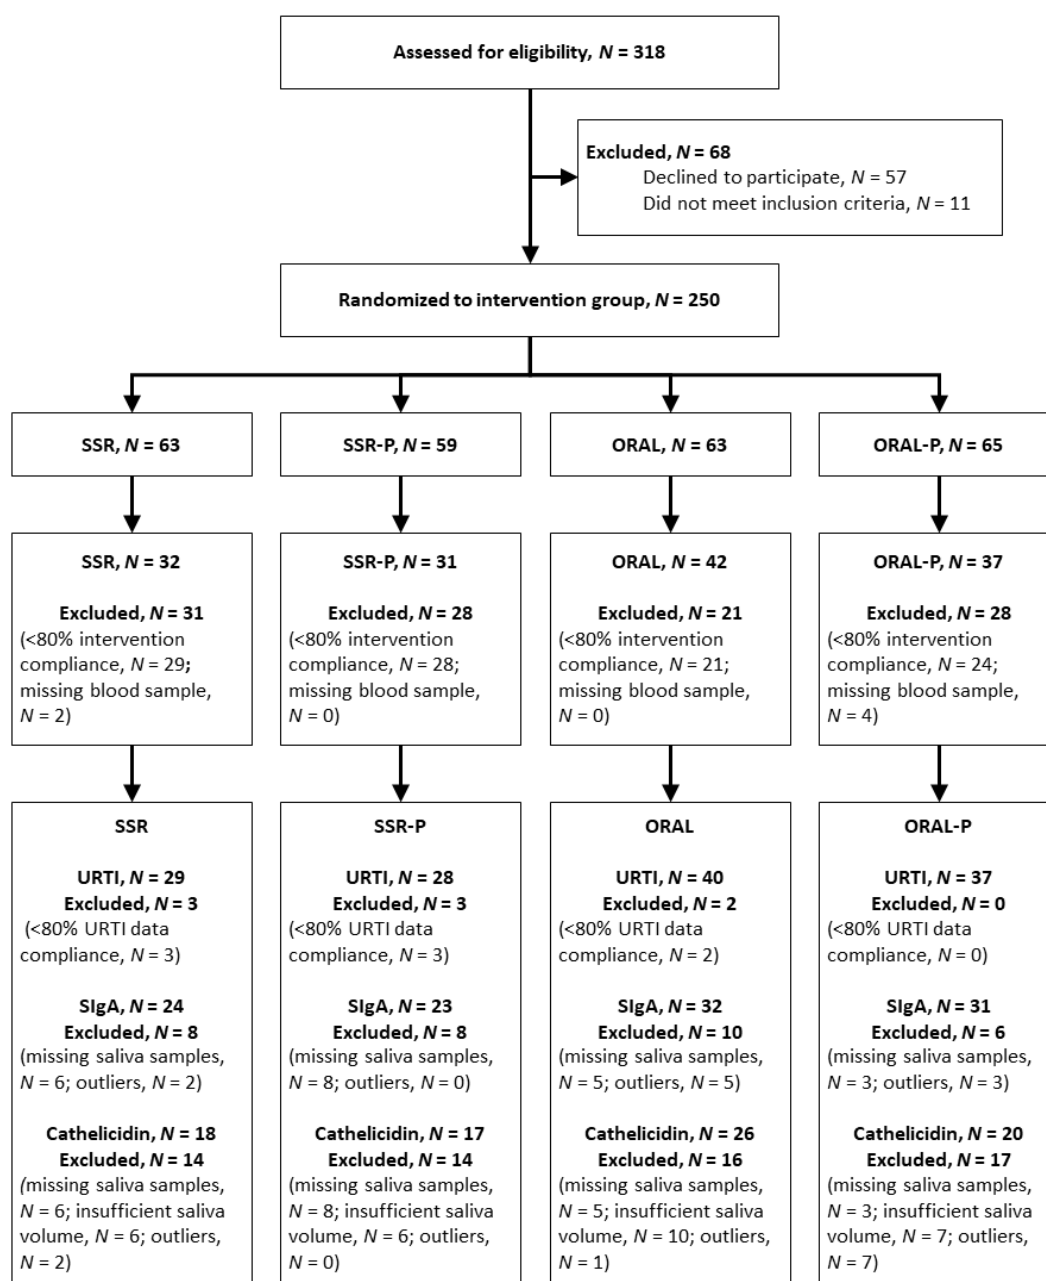 Assessed for eligibility, N = 318
Excluded, N = 68
Declined to participate, N = 57
Did not meet inclusion criteria, N = 11
Randomized to intervention group, N = 250
SSR, N = 63
SSR-P, N = 59
ORAL, N = 63
ORAL-P, N = 65
SSR, N = 32
Excluded, N = 31
(<80% intervention
compliance, N = 29;
missing blood sample,
N = 2)
SSR-P, N = 31
Excluded, N = 28
(<80% intervention
compliance, N = 28;
missing blood sample,
N = 0)
ORAL, N = 42
Excluded, N = 21
(<80% intervention
compliance, N = 21;
missing blood sample,
N = 0)
ORAL-P, N = 37
Excluded, N = 28
(<80% intervention
compliance, N = 24;
missing blood sample,
N = 4)
SSR
URTI, N = 29
Excluded, N = 3
(<80% URTI data
compliance, N = 3)
SIgA, N = 24
Excluded, N = 8
(missing saliva samples,
N = 6; outliers, N = 2)
Cathelicidin, N = 18
Excluded, N = 14
(missing saliva samples,
N = 6; insufficient saliva
volume, N = 6; outliers,
N = 2)
SSR-P
URTI, N = 28
Excluded, N = 3
(<80% URTI data
compliance, N = 3)
SIgA, N = 23
Excluded, N = 8
(missing saliva samples,
N = 8; outliers, N = 0)
Cathelicidin, N = 17
Excluded, N = 14
(missing saliva samples,
N = 8; insufficient saliva
volume, N = 6; outliers,
N = 0)
ORAL
URTI, N = 40
Excluded, N = 2
(<80% URTI data
compliance, N = 2)
SIgA, N = 32
Excluded, N = 10
(missing saliva samples,
N = 5; outliers, N = 5)
Cathelicidin, N = 26
Excluded, N = 16
(missing saliva samples,
N = 5; insufficient saliva
volume, N = 10; outliers,
N = 1)
ORAL-P
URTI, N = 37
Excluded, N = 0
(<80% URTI data
compliance, N = 0)
SIgA, N = 31
Excluded, N = 6
(missing saliva samples,
N = 3; outliers, N = 3)
Cathelicidin, N = 20
Excluded, N = 17
(missing saliva samples,
N = 3; insufficient saliva
volume, N = 7; outliers,
N = 7)